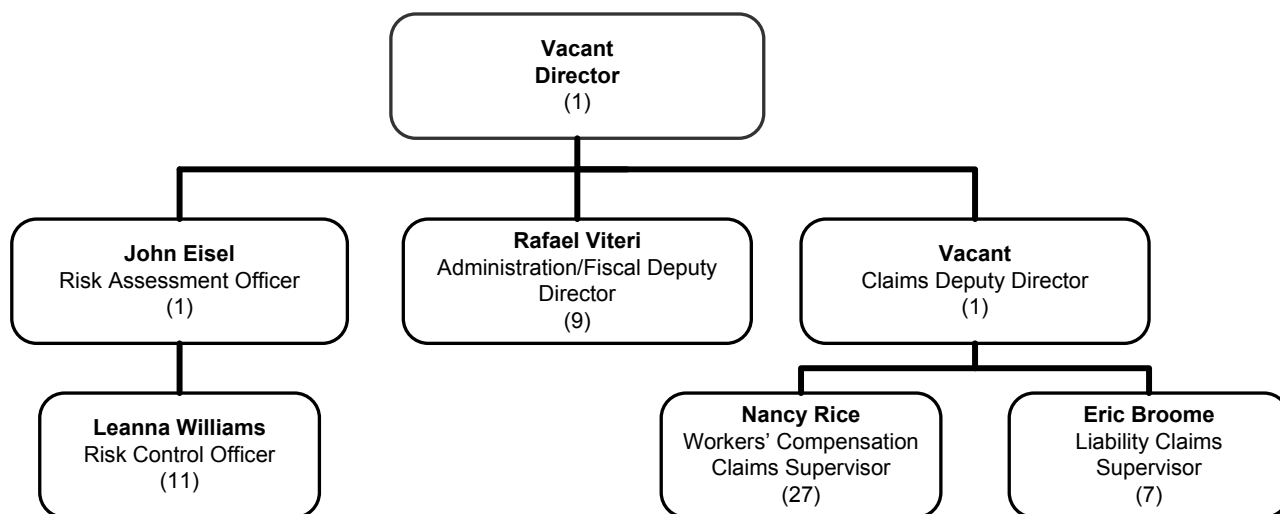 Vacant
Director
(1)
John Eisel
Risk Assessment Officer
(1)
Rafael Viteri
Administration/Fiscal Deputy
Director
(9)
Vacant
Claims Deputy Director
(1)
Leanna Williams
Risk Control Officer
(11)
Nancy Rice
Workers’ Compensation
Claims Supervisor
(27)
Eric Broome
Liability Claims
Supervisor
(7)